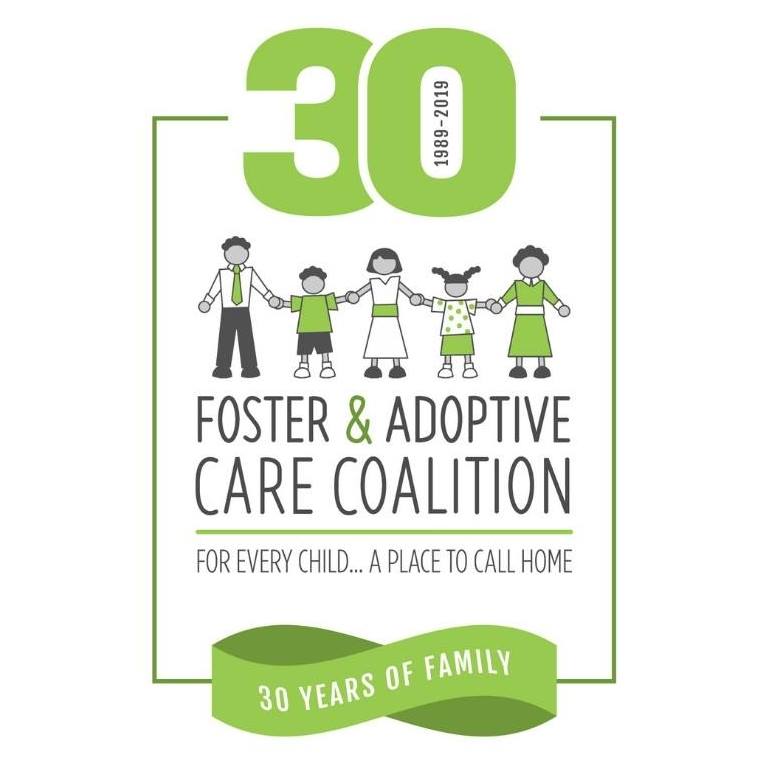 30
1989-2019
FOSTER & ADOPTIVE
CARE COALITION
FOR EVERY CHILD... A PLACE TO CALL HOME
30 YEARS OF FAMILY